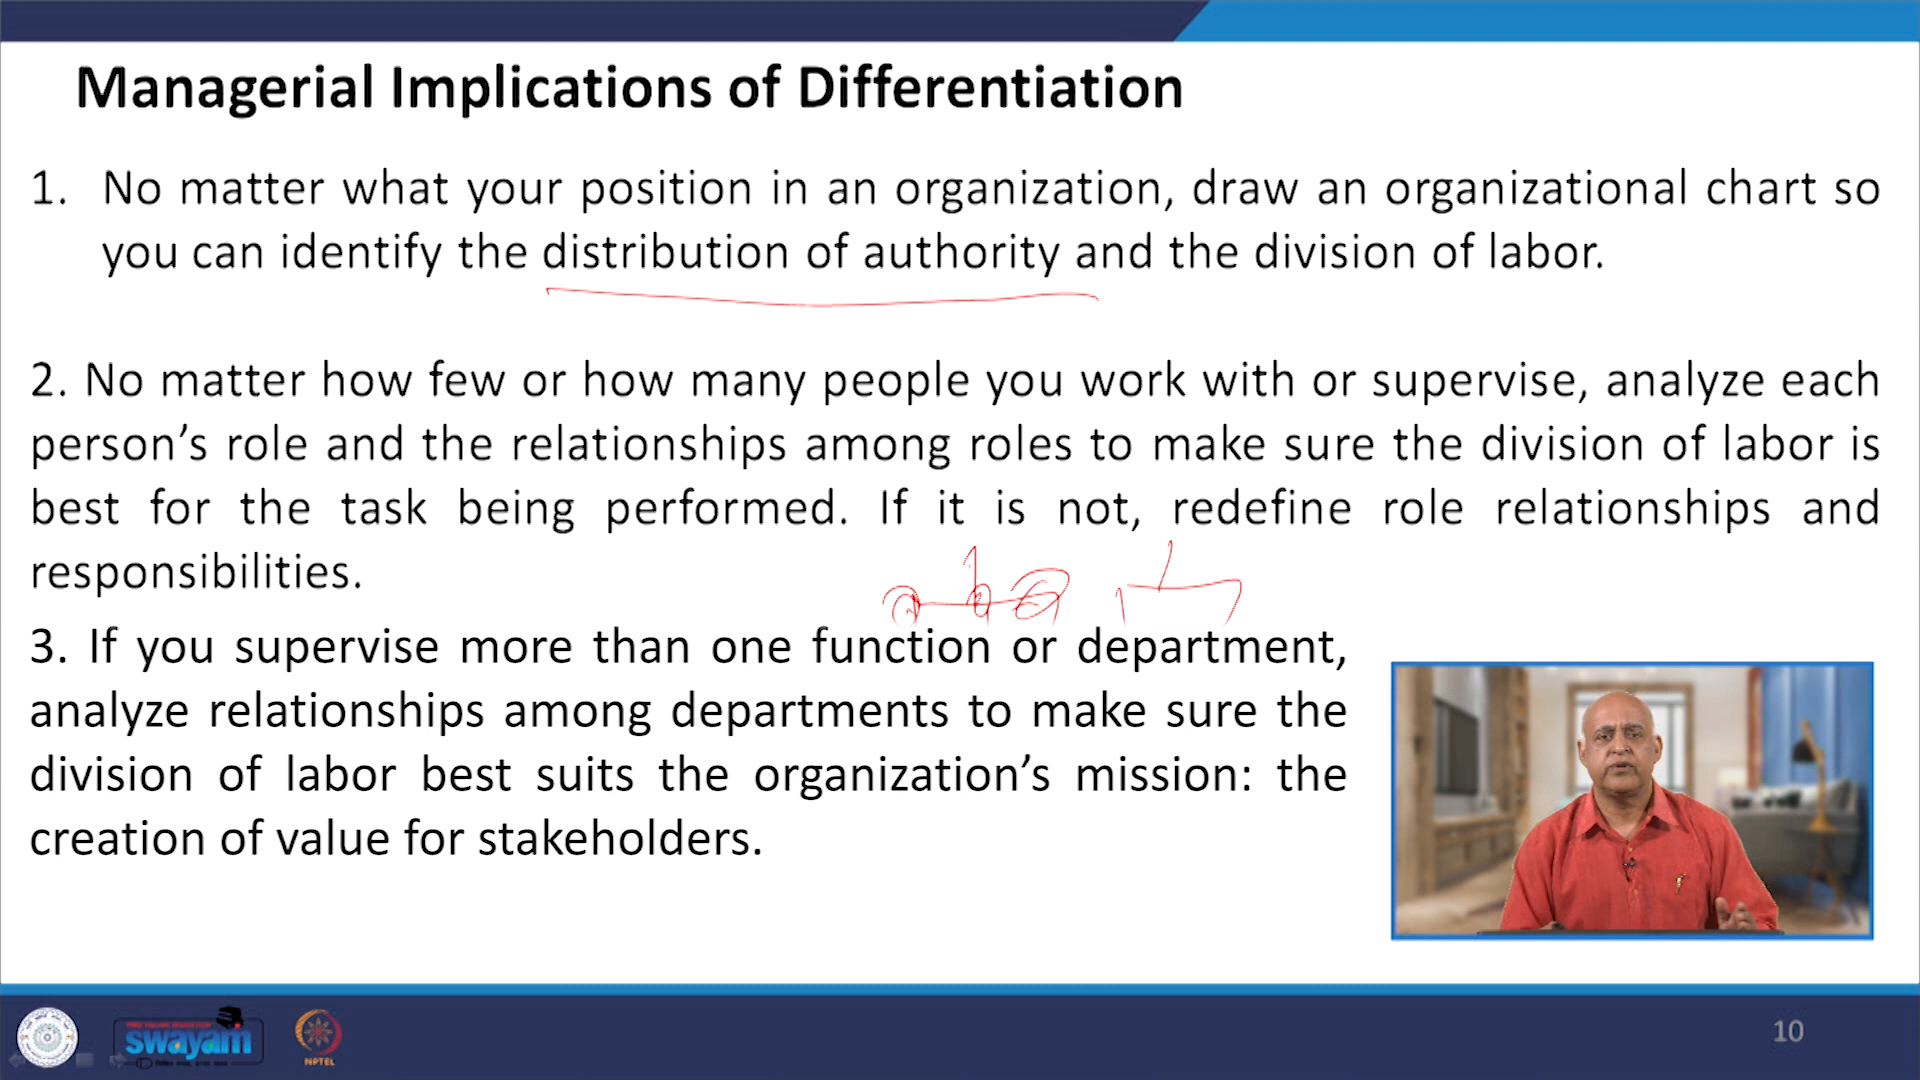 Managerial Implications of Differentiation
1. No matter what your position in an organization, draw an organizational chart so
you can identify the distribution of authority and the division of labor.
2. No matter how few or how many people you work with or supervise, analyze each
person’s role and the relationships among roles to make sure the division of labor is
best for the task being performed. If it is not, redefine role relationships and
responsibilities.
3. If you supervise more than one function or department,
analyze relationships among departments to make sure the
division of labor best suits the organization’s mission: the
creation of value for stakeholders.
swayam
NPTEL
10